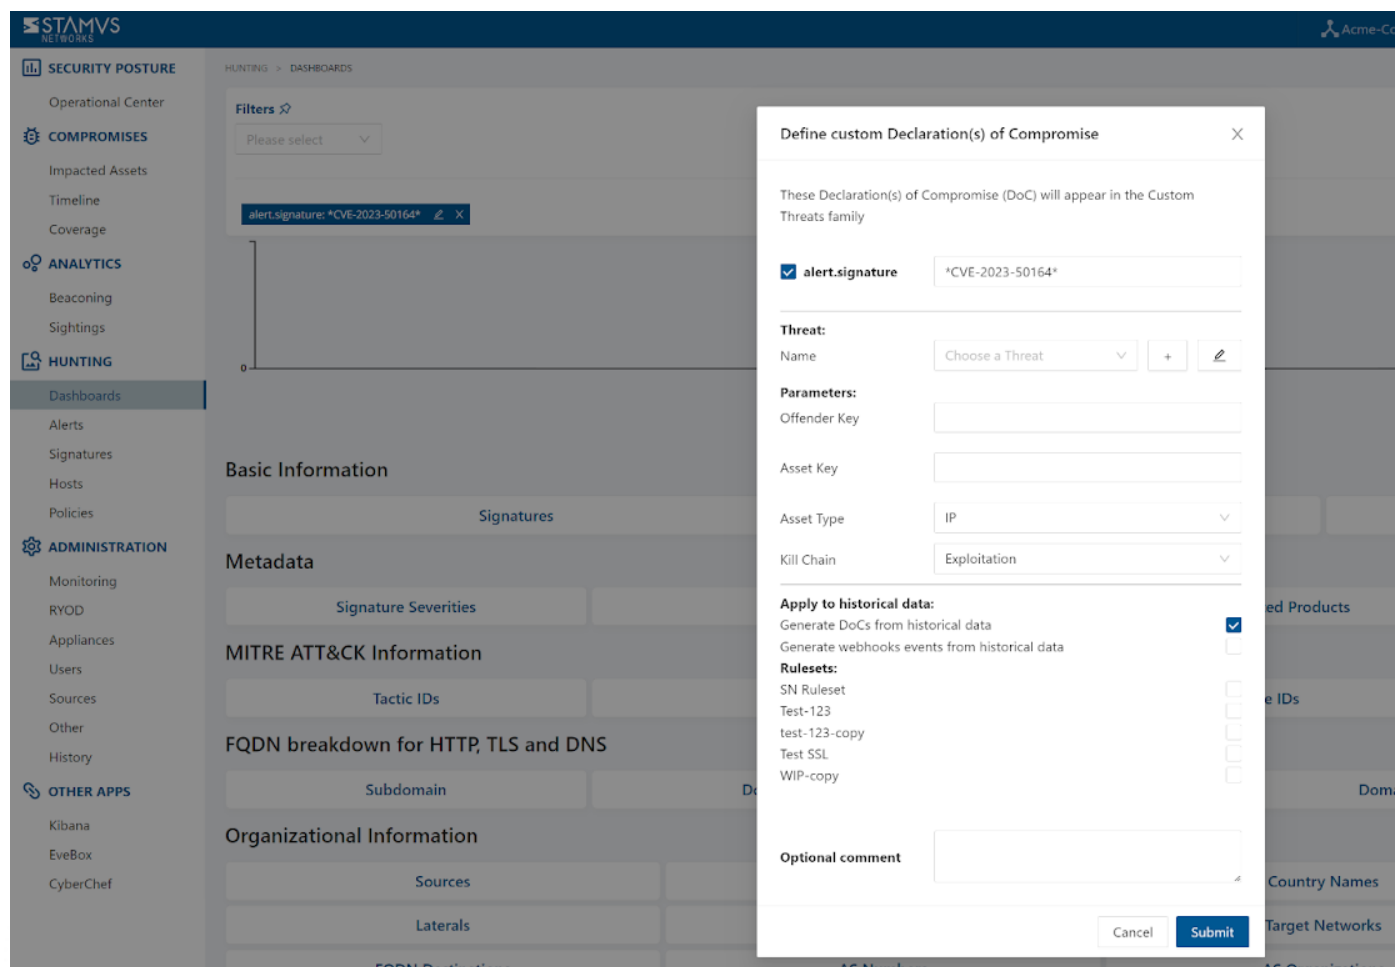 STAMVS
NETWORKS
Acme-Co
SECURITY POSTURE
Operational Center
COMPROMISES
Impacted Assets
Timeline
Coverage
ANALYTICS
Beaconing
Sightings
HUNTING
Dashboards
Alerts
Signatures
Hosts
Policies
ADMINISTRATION
Monitoring
RYOD
Appliances
Users
Sources
Other
History
OTHER APPS
Kibana
EveBox
CyberChef
HUNTING > DASHBOARDS
Filters
Please select
alert.signature: *CVE-2023-50164*
0
Basic Information
Signatures
Metadata
Signature Severities
ed Products
MITRE ATT&CK Information
Tactic IDs
e IDs
FQDN breakdown for HTTP, TLS and DNS
Subdomain
Do
Doma
Organizational Information
Sources
Country Names
Laterals
Target Networks
Define custom Declaration(s) of Compromise
These Declaration(s) of Compromise (DoC) will appear in the Custom
Threats family
alert.signature *CVE-2023-50164*
Threat:
Name Choose a Threat +
Parameters:
Offender Key
Asset Key
Asset Type IP
Kill Chain Exploitation
Apply to historical data:
Generate DoCs from historical data
Generate webhooks events from historical data
Rulesets:
SN Ruleset
Test-123
test-123-copy
Test SSL
WIP-copy
Optional comment
Cancel Submit